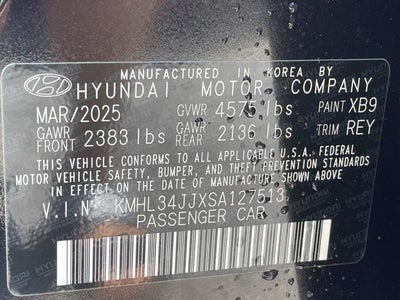 MANUFACTURED IN KOREA BY
HYUNDAI MOTOR COMPANY
MAR/2025 GVWR 4575 lbs PAINT XB9
GAWR FRONT 2383 lbs GAWR REAR 2136 lbs TRIM REY
THIS VEHICLE CONFORMS TO ALL APPLICABLE U.S.A. FEDERAL
MOTOR VEHICLE SAFETY, BUMPER, AND THEFT PREVENTION STANDARDS
IN EFFECT ON THE DATE OF MANUFACTURE SHOWN ABOVE.
V.I.N KMHL34JJXSA127513
PASSENGER CAR